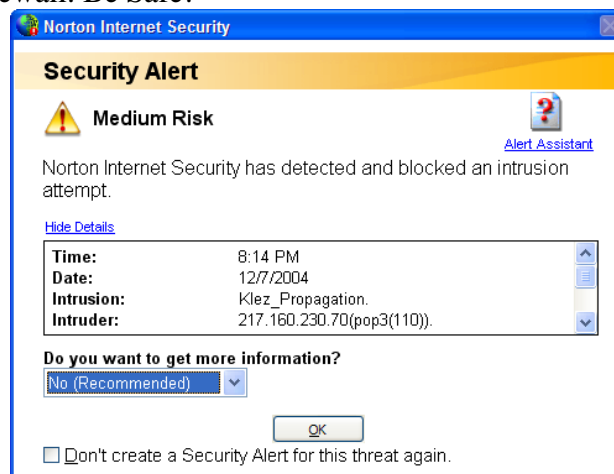 Norton Internet Security
Security Alert
Medium Risk
Alert Assistant
Norton Internet Security has detected and blocked an intrusion
attempt.
Hide Details
Time: 8:14 PM
Date: 12/7/2004
Intrusion: Klez_Propagation.
Intruder: 217.160.230.70(pop3(110)).
Do you want to get more information?
No (Recommended)
OK
Don't create a Security Alert for this threat again.